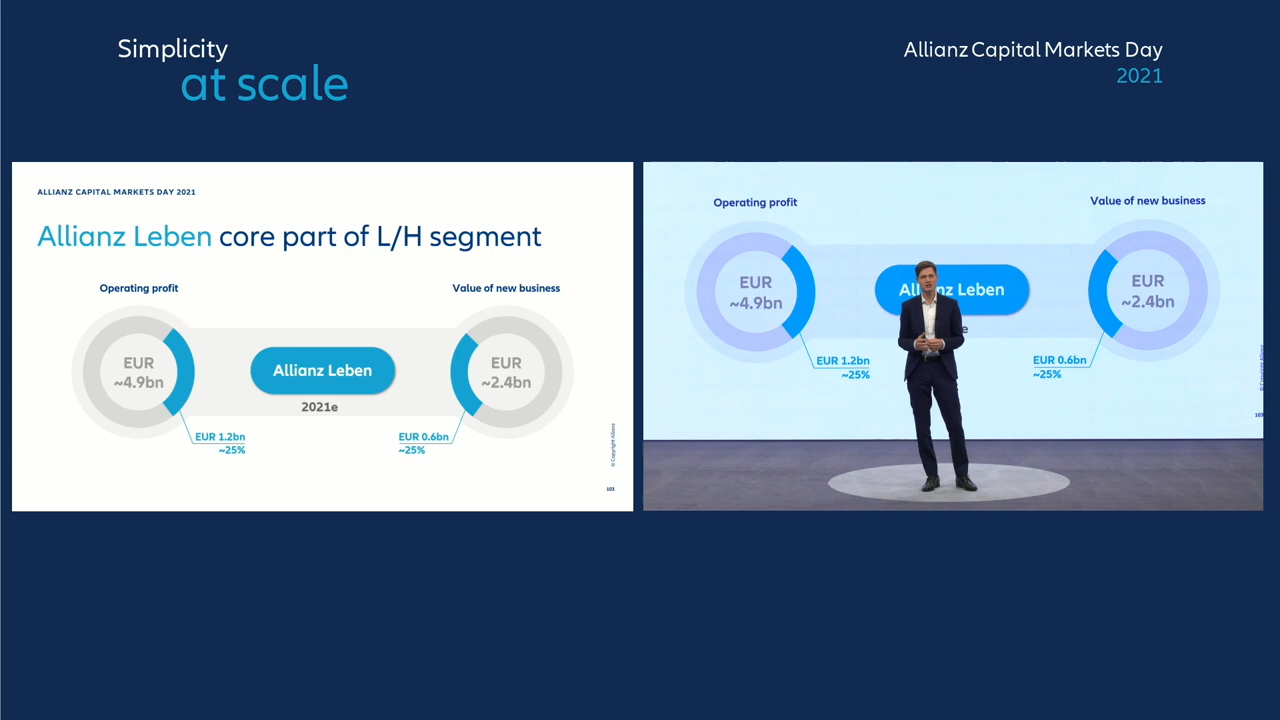 Simplicity
at scale
Allianz Capital Markets Day
2021
ALLIANZ CAPITAL MARKETS DAY 2021
Allianz Leben core part of L/H segment
Operating profit
Value of new business
EUR
~4.9bn
Allianz Leben
2021e
EUR
~2.4bn
EUR 1.2bn
~25%
EUR 0.6bn
~25%
© Copyright Allianz
103
Operating profit
Value of new business
EUR
~4.9bn
Leben
EUR
~2.4bn
EUR 1.2bn
~25%
EUR 0.6bn
~25%
© Copyright Allianz
103